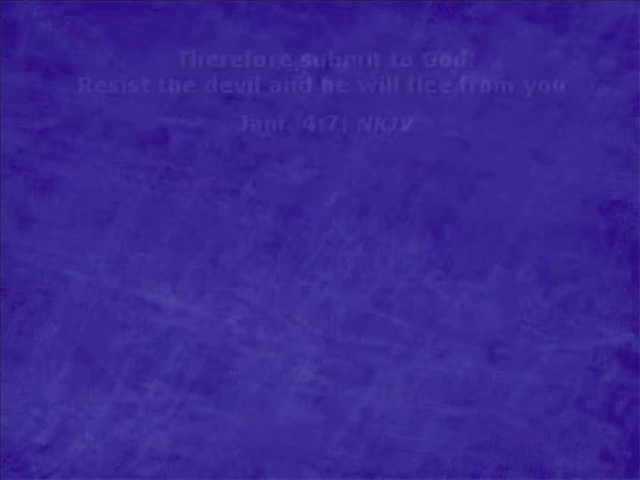 Therefore submit to God.
Resist the devil and he will flee from you
Jam. 4:7| NKJV